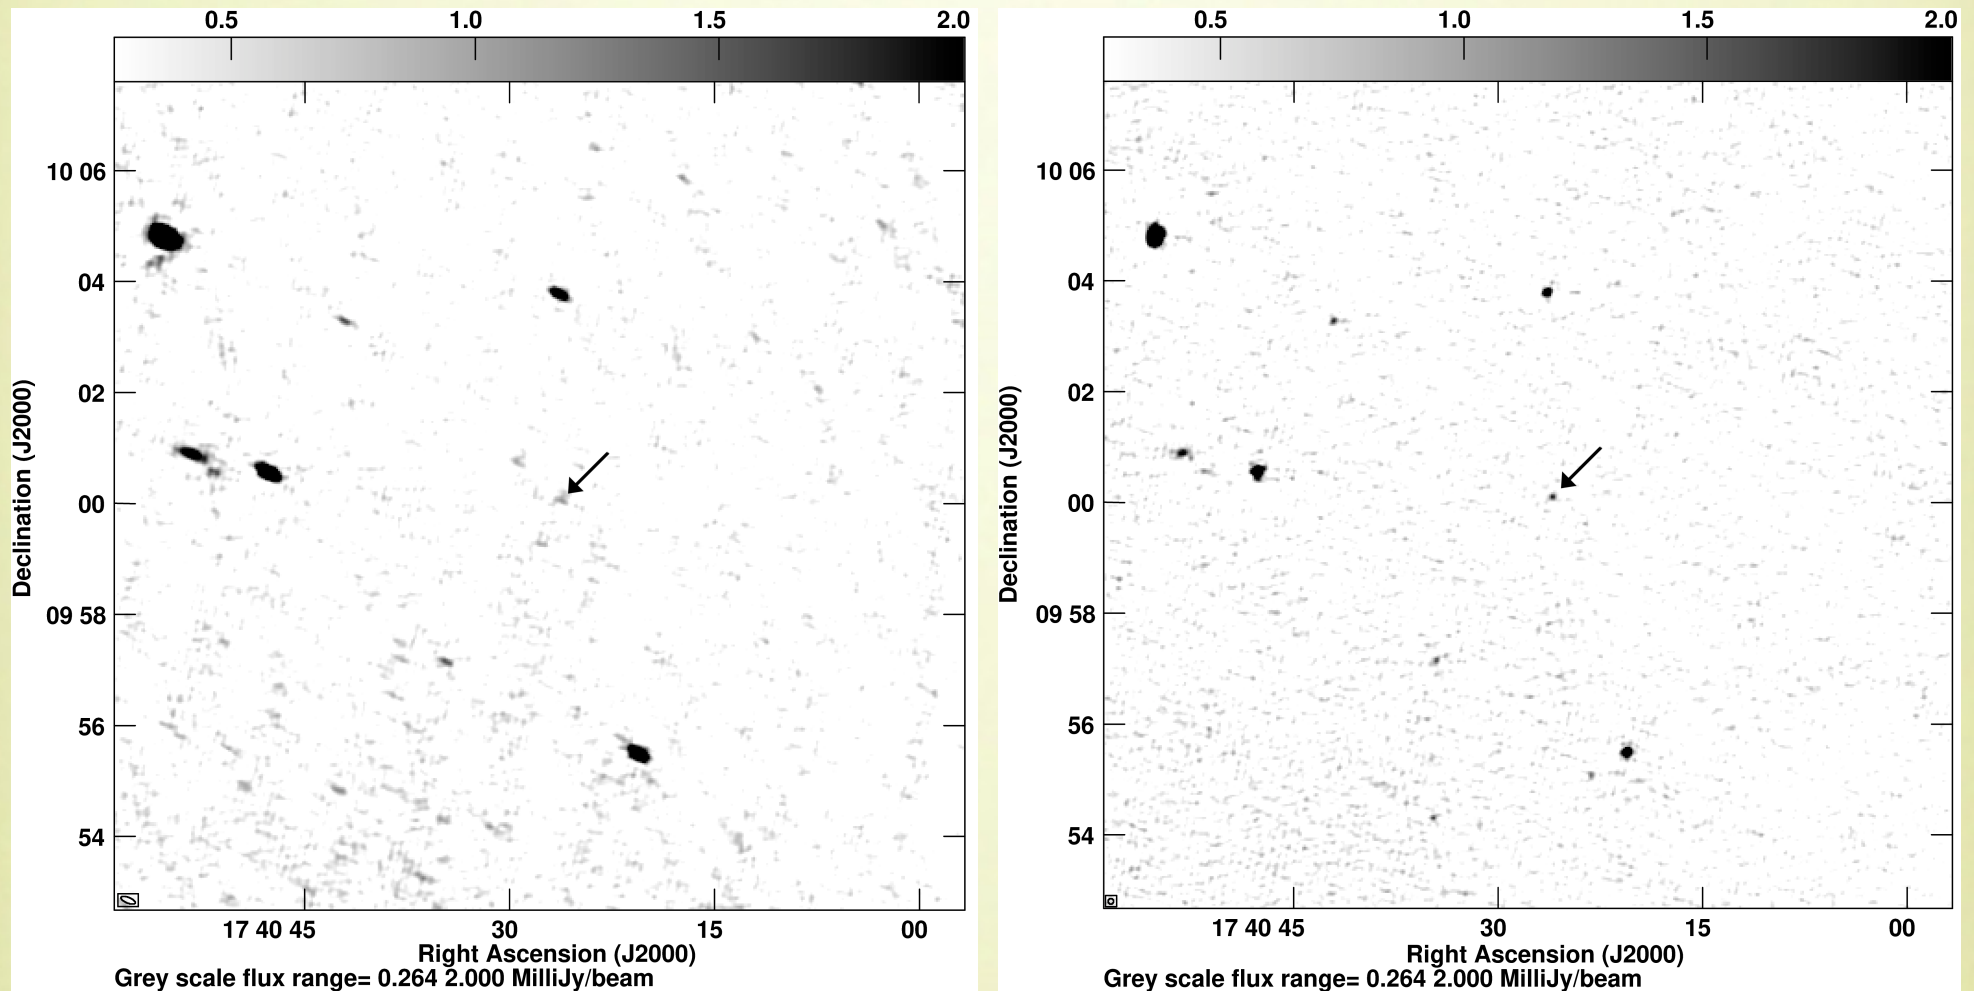 0.5 1.0 1.5 2.0
10 06
04
02
00
09 58
56
54
Declination (J2000)
17 40 45 30 15 00
Right Ascension (J2000)
Grey scale flux range= 0.264 2.000 MilliJy/beam
0.5 1.0 1.5 2.0
10 06
04
02
00
09 58
56
54
Declination (J2000)
17 40 45 30 15 00
Right Ascension (J2000)
Grey scale flux range= 0.264 2.000 MilliJy/beam